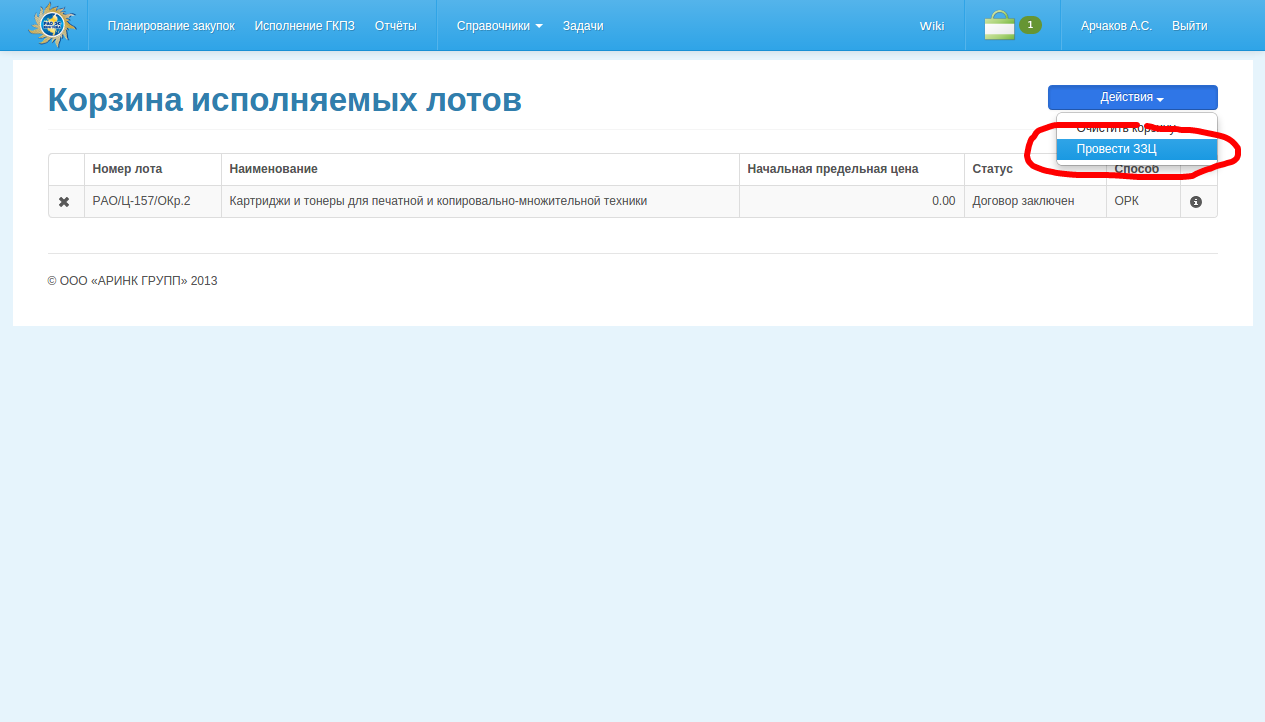 Планирование закупок Исполнение ГКПЗ Отчёты Справочники Задачи Wiki 1 Арчаков А.С. Выйти
Корзина исполняемых лотов
Действия
Очистить корзину
Провести ЗЗЦ
Номер лота Наименование Начальная предельная цена Статус Способ
РАО/Ц-157/ОКр.2 Картриджи и тонеры для печатной и копировально-множительной техники 0.00 Договор заключен ОРК
© ООО «АРИНК ГРУПП» 2013